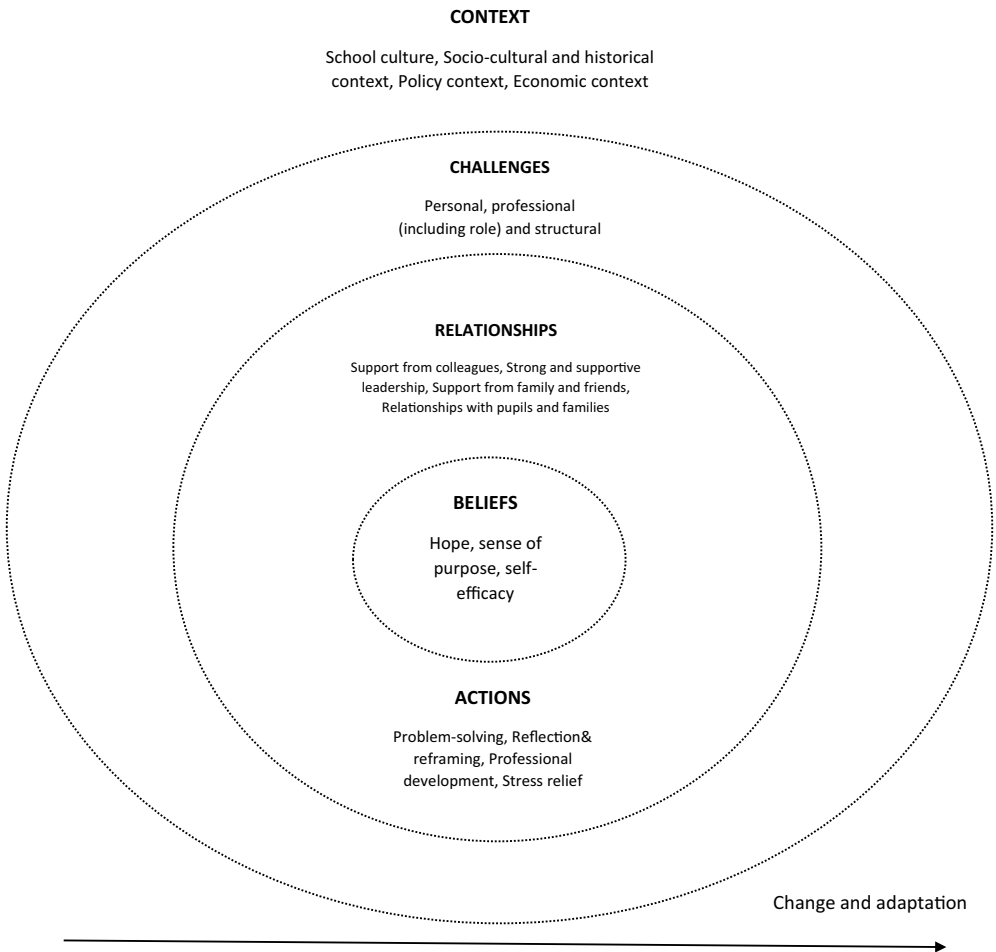 CONTEXT
School culture, Socio-cultural and historical
context, Policy context, Economic context
CHALLENGES
Personal, professional
(including role) and structural
RELATIONSHIPS
Support from colleagues, Strong and supportive
leadership, Support from family and friends,
Relationships with pupils and families
BELIEFS
Hope, sense of
purpose, self-
efficacy
ACTIONS
Problem-solving, Reflection&
reframing, Professional
development, Stress relief
Change and adaptation